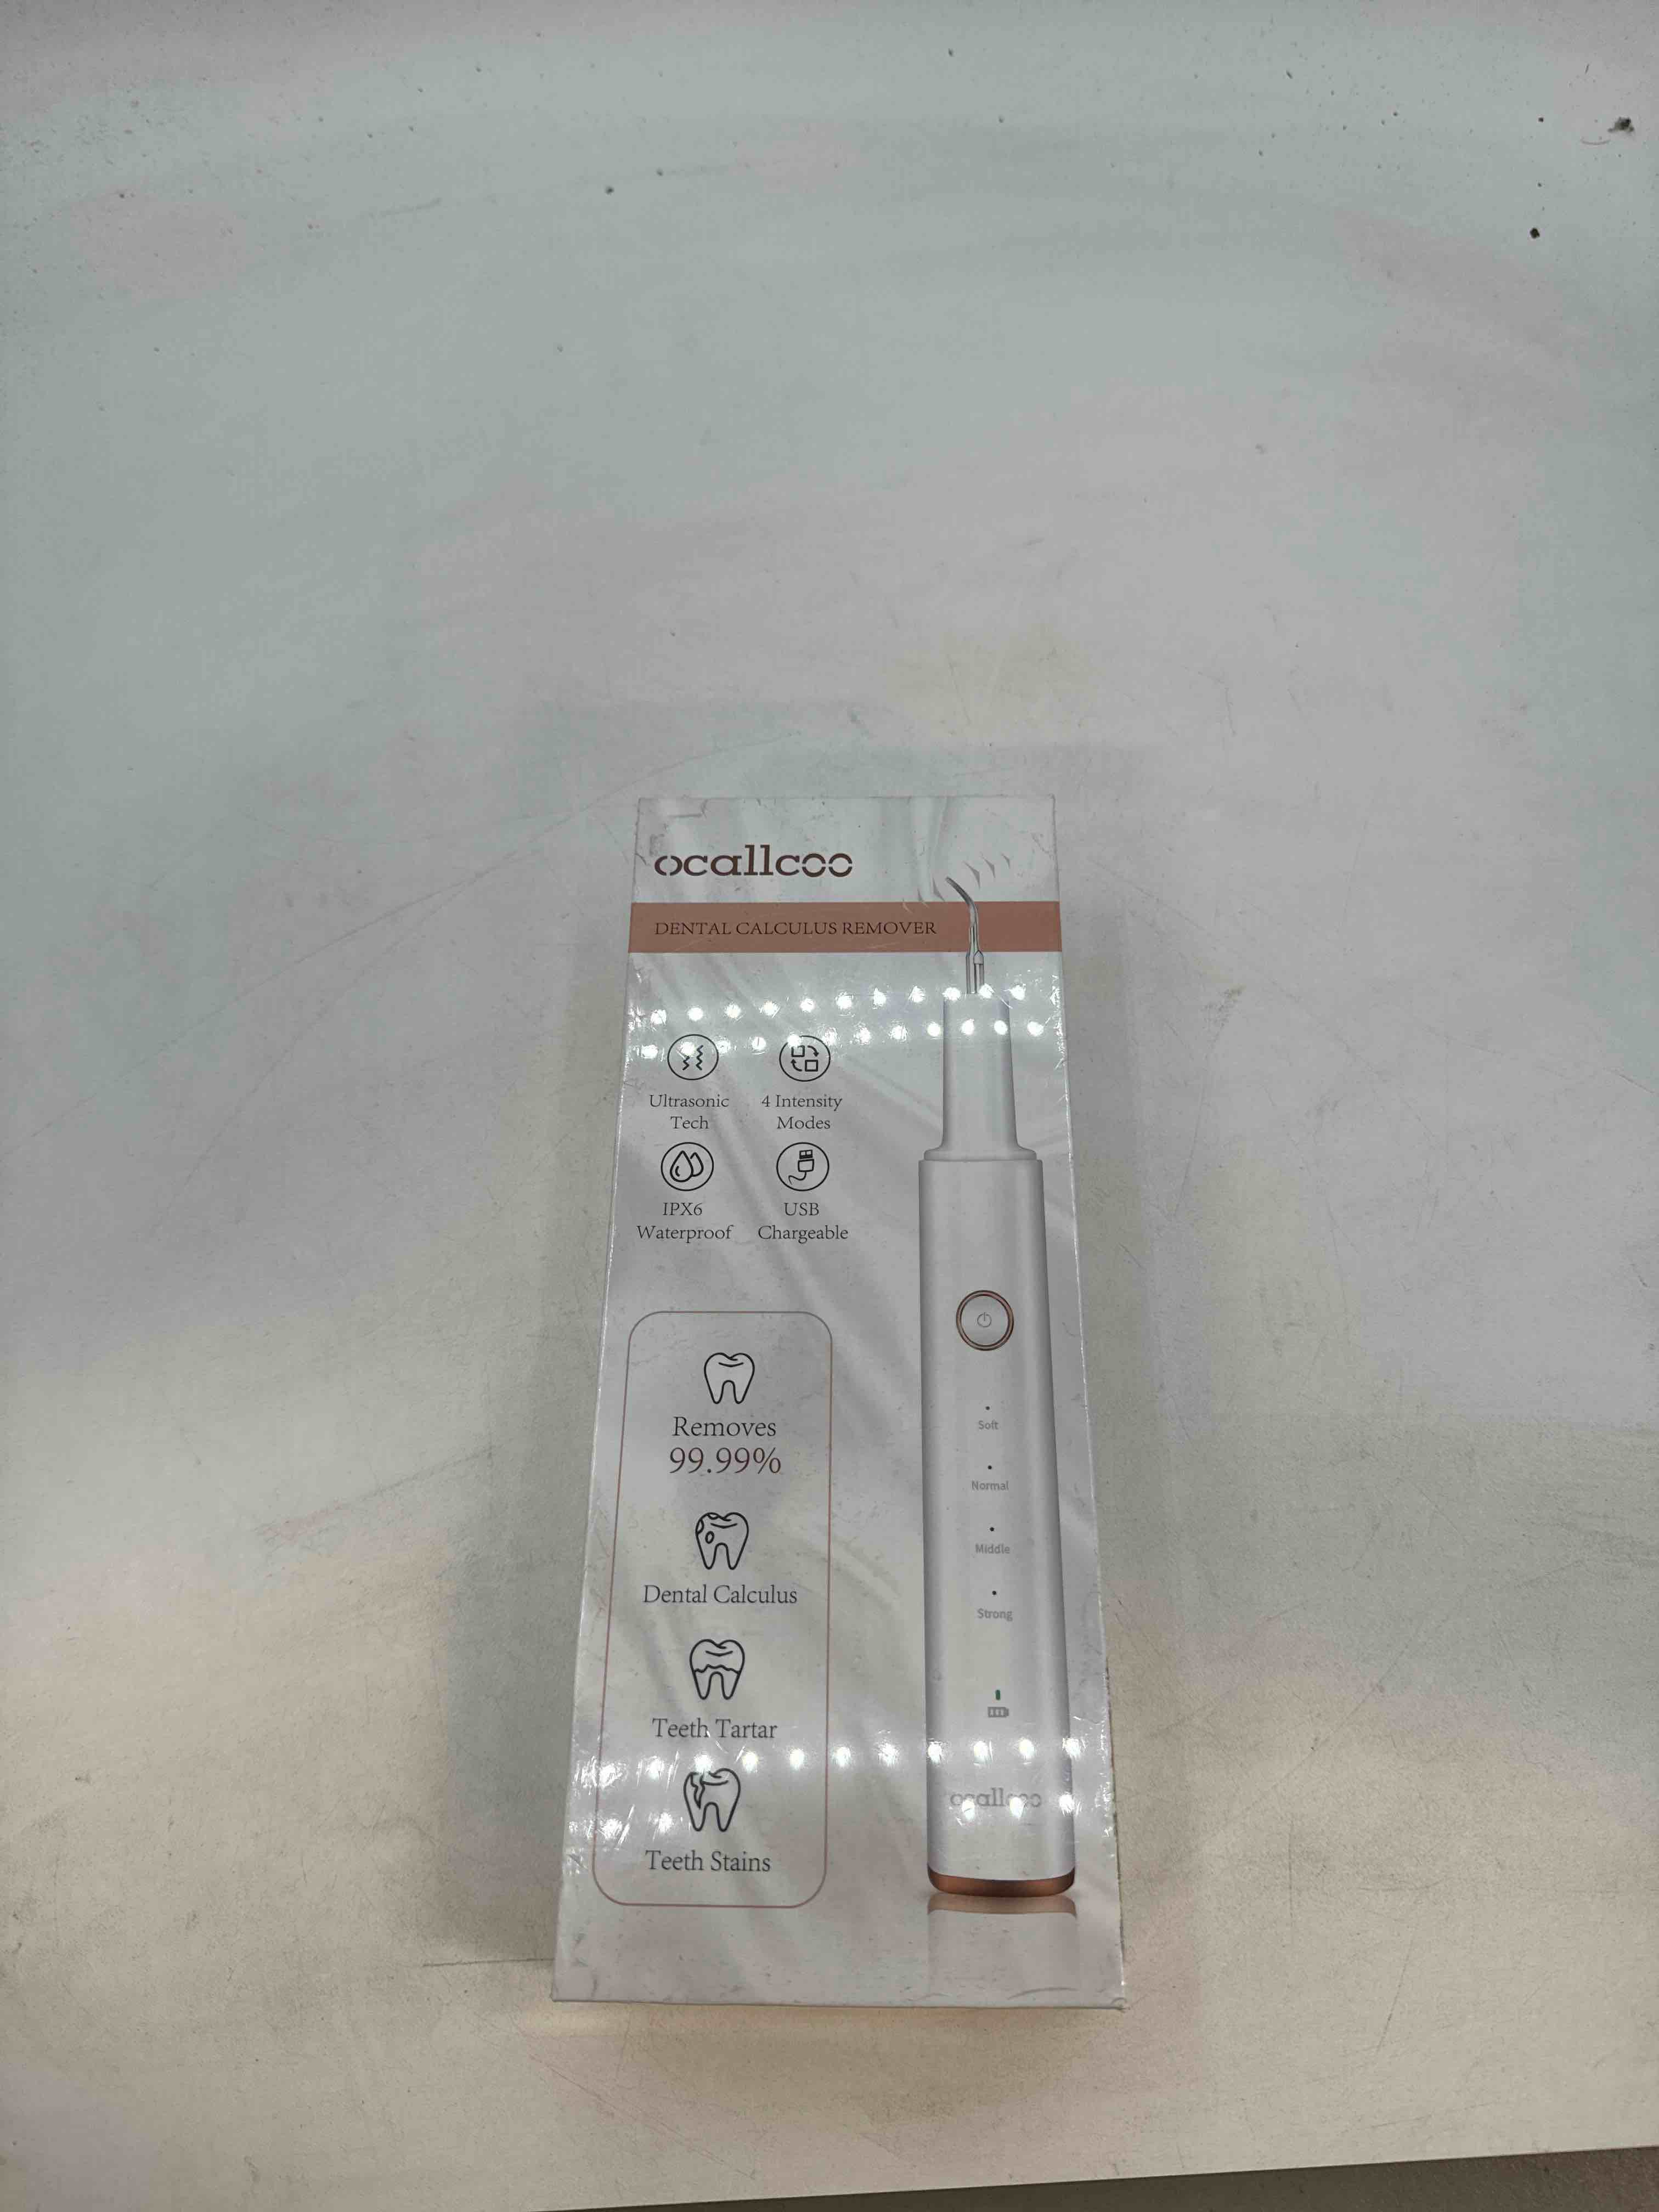 ocallcoo
DENTAL CALCULUS REMOVER
Ultrasonic
Tech
4 Intensity
Modes
IPX6
Waterproof
USB
Chargeable
Removes
99.99%
Dental Calculus
Teeth Tartar
Teeth Stains
Soft
Normal
Middle
Strong
ocallcoo